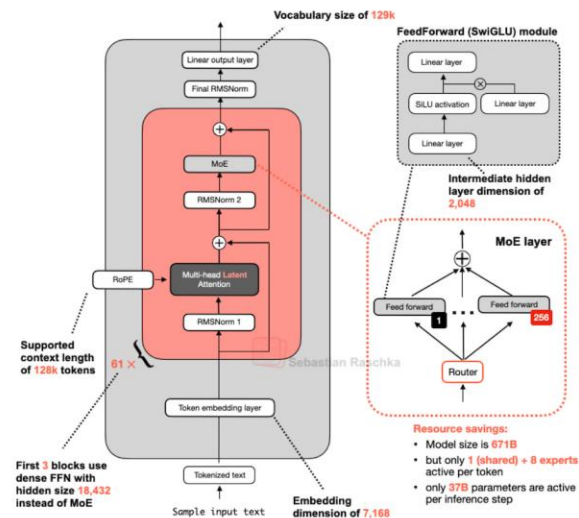 Vocabulary size of 129k
Linear output layer
Final RMSNorm
MoE
RMSNorm 2
Multi-head Latent
Attention
RoPE
RMSNorm 1
Supported
context length
of 128k tokens
61 ×
Sebastian Raschka
Token embedding layer
First 3 blocks use
dense FFN with
hidden size 18,432
instead of MoE
Tokenized text
Sample input text
Embedding
dimension of 7,168
FeedForward (SwiGLU) module
Linear layer
SiLU activation
Linear layer
Linear layer
Intermediate hidden
layer dimension of
2,048
MoE layer
Feed forward
1
Feed forward
256
Router
Resource savings:
• Model size is 671B
• but only 1 (shared) + 8 experts
active per token
• only 37B parameters are active
per inference step